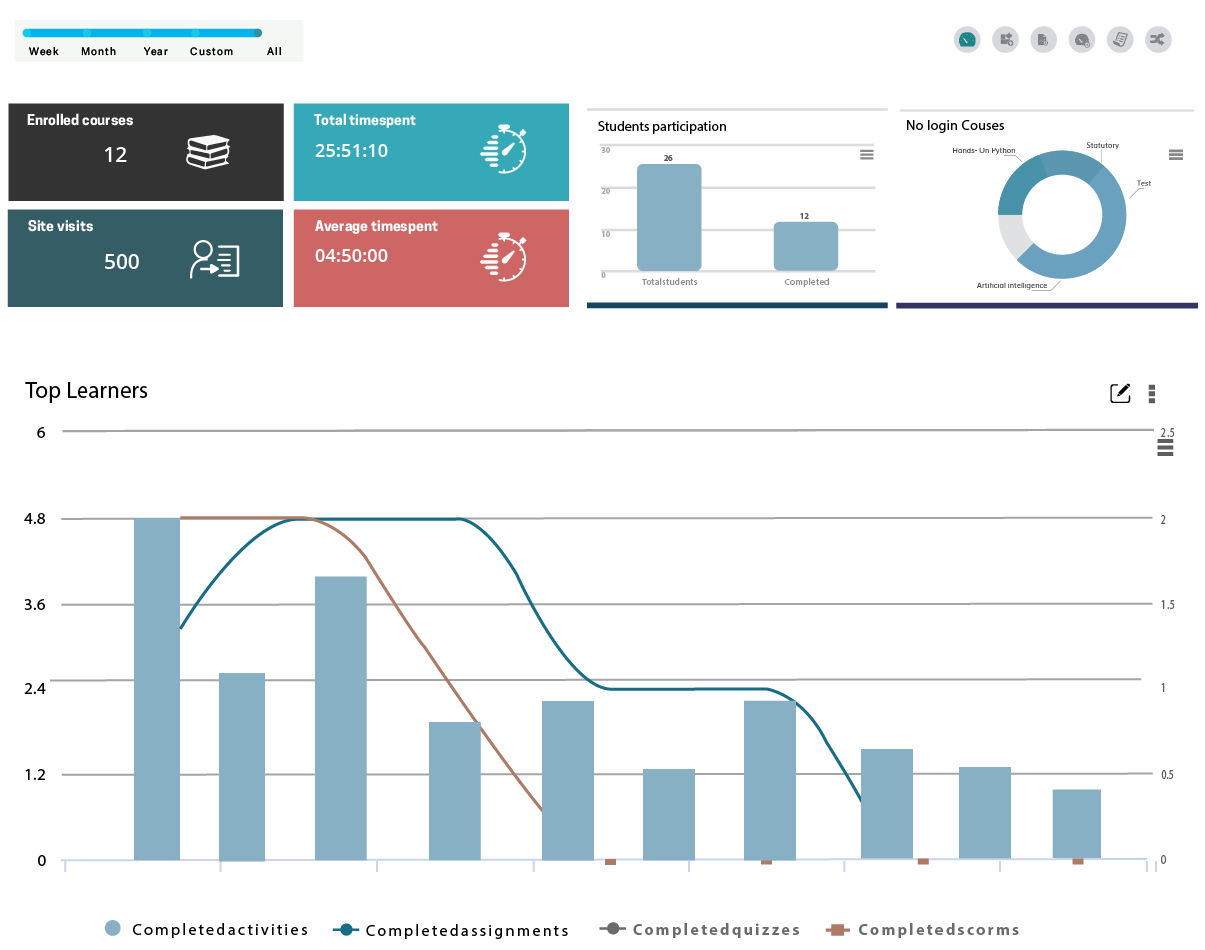 Week Month Year Custom All
Enrolled courses
12
Total timespent
25:51:10
Site visits
500
Average timespent
04:50:00
Students participation
30
20
10
0
26
12
Totalstudents Completed
No login Couses
Hands- Un Python
Statutory
Test
Artificial intelligence
Top Learners
6 2.5
4.8 2
3.6 1.5
2.4 1
1.2 0.5
0 0
Completedactivities Completedassignments Completedquizzes Completedscorms